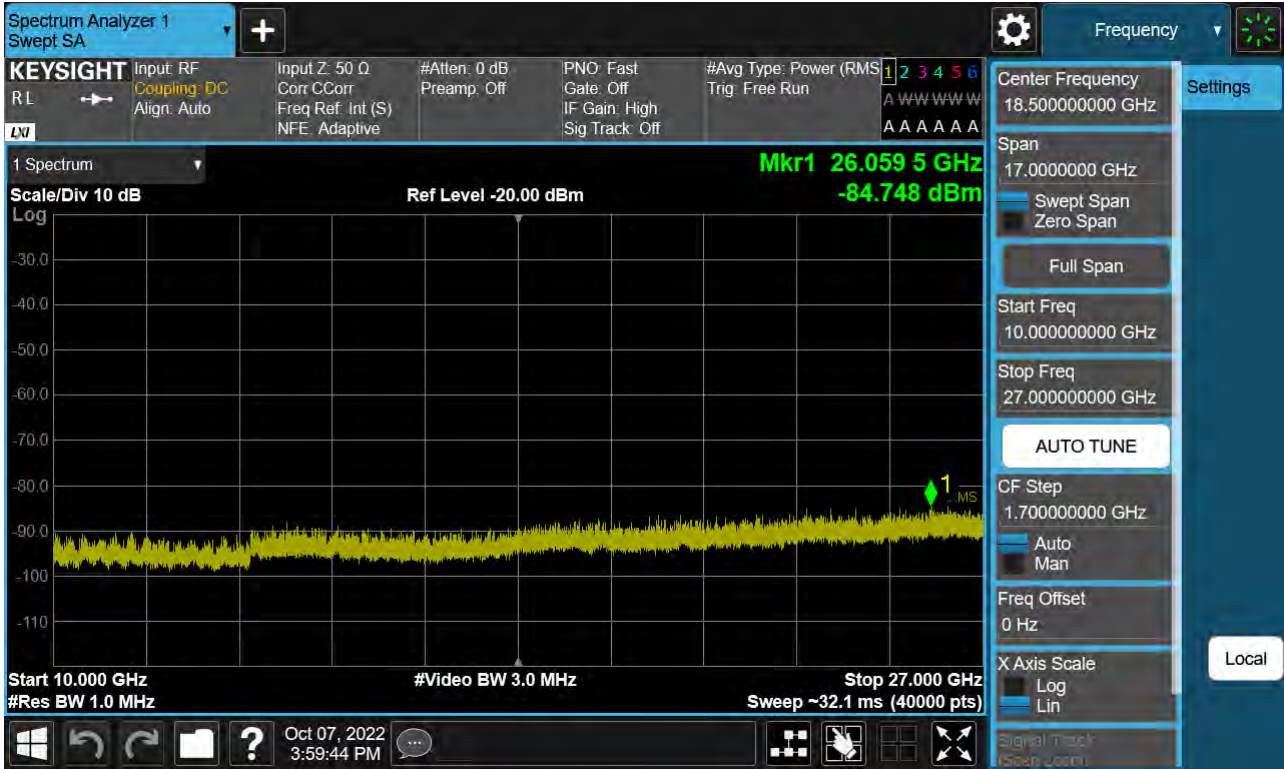 Spectrum Analyzer 1
Swept SA
+
Frequency
KEYSIGHT
RL
LXI
Input: RF
Coupling: DC
Align: Auto
Input Z: 50 Ω
Corr CCorr
Freq Ref: Int (S)
NFE: Adaptive
#Atten: 0 dB
Preamp: Off
PNO: Fast
Gate: Off
IF Gain: High
Sig Track: Off
#Avg Type: Power (RMS
Trig: Free Run
1 2 3 4 5 6
A W W W W W
A A A A A A
1 Spectrum
Scale/Div 10 dB
Log
Ref Level -20.00 dBm
Mkr1 26.059 5 GHz
-84.748 dBm
-30.0
-40.0
-50.0
-60.0
-70.0
-80.0
-90.0
-100
-110
1
MS
Start 10.000 GHz
#Res BW 1.0 MHz
#Video BW 3.0 MHz
Stop 27.000 GHz
Sweep ~32.1 ms (40000 pts)
Center Frequency
18.500000000 GHz
Span
17.0000000 GHz
Swept Span
Zero Span
Full Span
Start Freq
10.000000000 GHz
Stop Freq
27.000000000 GHz
AUTO TUNE
CF Step
1.700000000 GHz
Auto
Man
Freq Offset
0 Hz
X Axis Scale
Log
Lin
Signal Track
(Span Zoom)
Settings
Local
?
Oct 07, 2022
3:59:44 PM